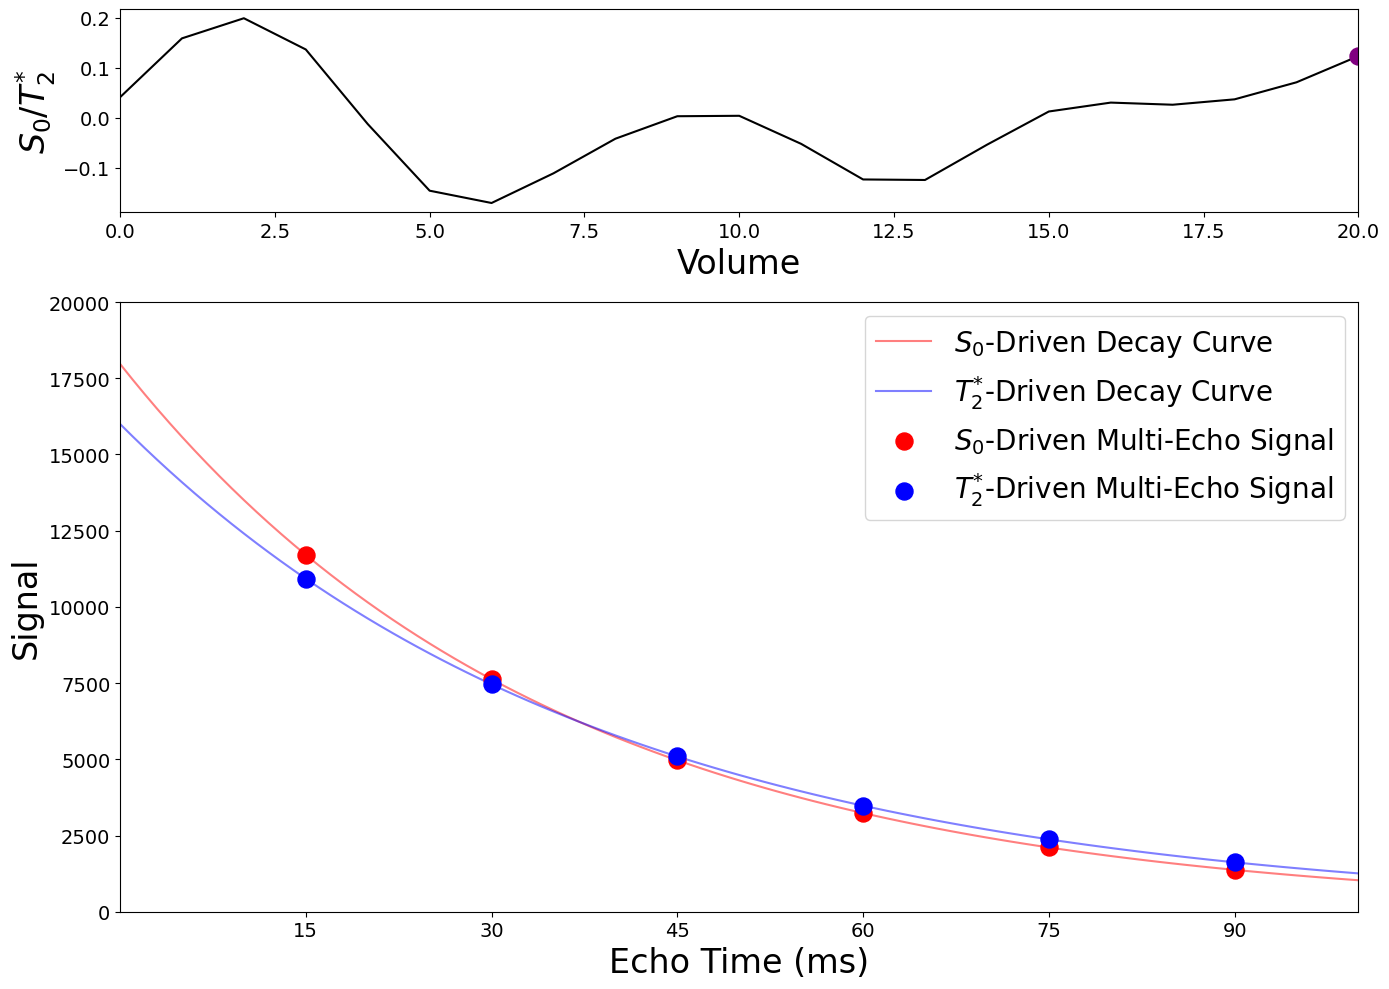 S₀/T₂*
0.2
0.1
0.0
−0.1
0.0 2.5 5.0 7.5 10.0 12.5 15.0 17.5 20.0
Volume
Signal
20000
17500
15000
12500
10000
7500
5000
2500
0
S₀-Driven Decay Curve
T₂*-Driven Decay Curve
S₀-Driven Multi-Echo Signal
T₂*-Driven Multi-Echo Signal
15 30 45 60 75 90
Echo Time (ms)